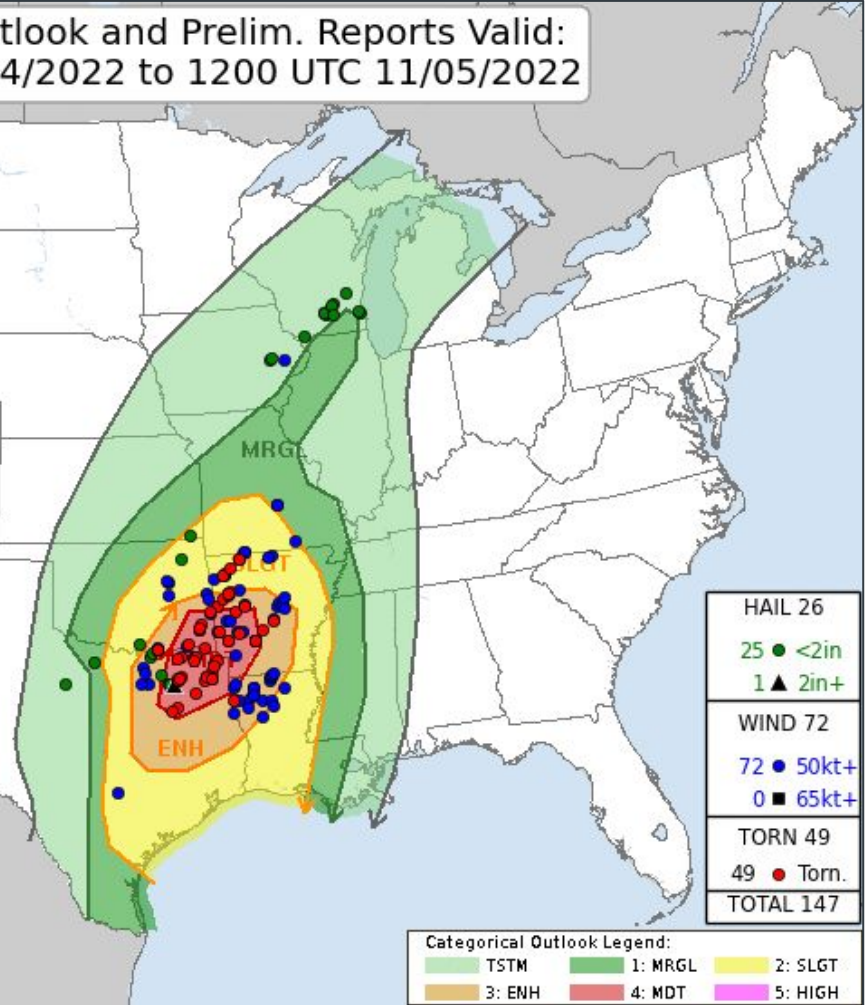 tlook and Prelim. Reports Valid:
4/2022 to 1200 UTC 11/05/2022
MRGL
SLGT
ENH
HAIL 26
25 <2in
1 2in+
WIND 72
72 50kt+
0 65kt+
TORN 49
49 Torn.
TOTAL 147
Categorical Outlook Legend:
TSTM 1: MRGL 2: SLGT
3: ENH 4: MDT 5: HIGH